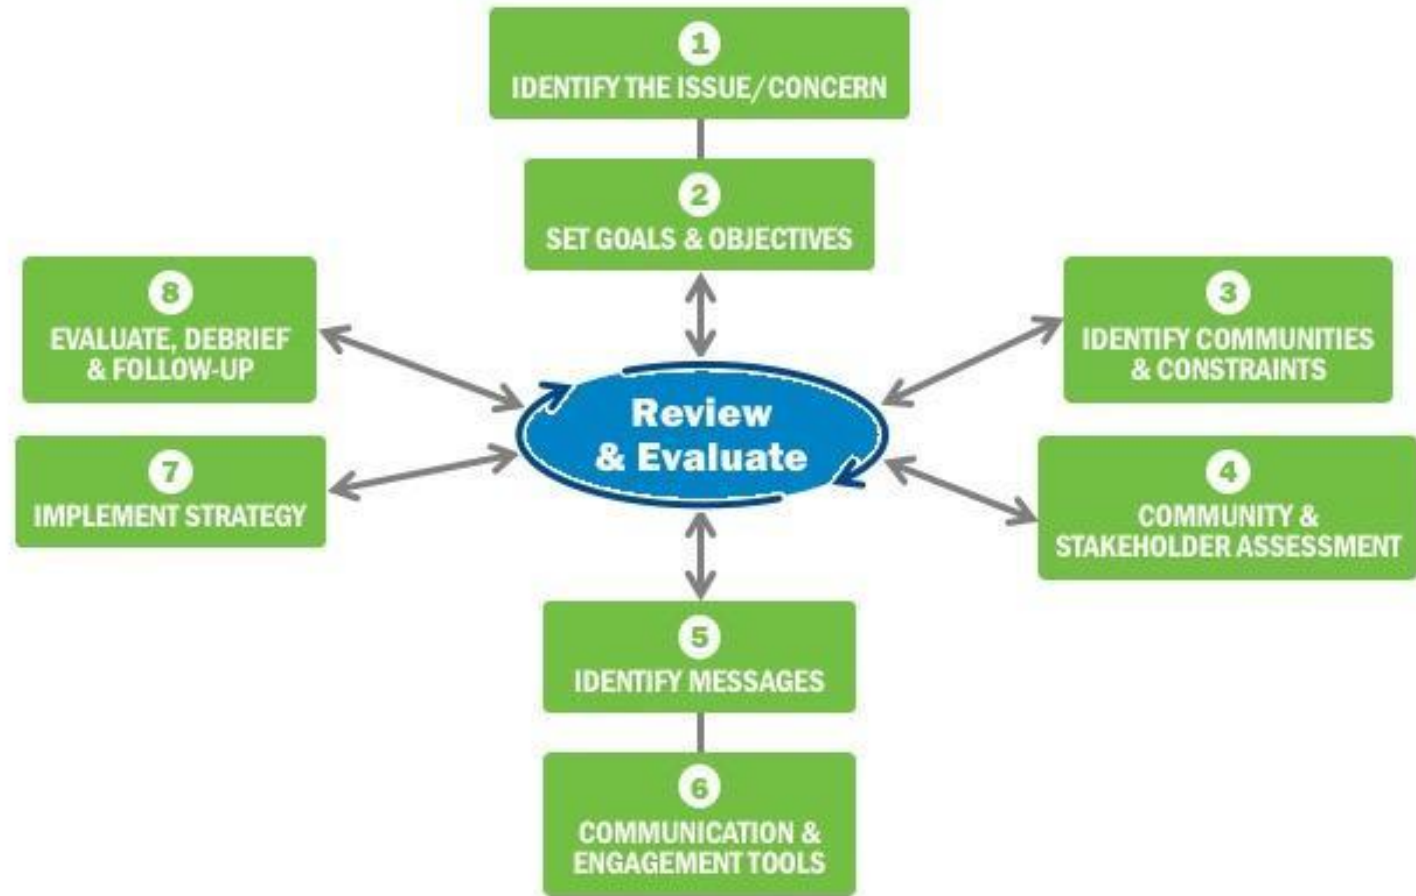 1
IDENTIFY THE ISSUE/CONCERN
2
SET GOALS & OBJECTIVES
3
IDENTIFY COMMUNITIES
& CONSTRAINTS
4
COMMUNITY &
STAKEHOLDER ASSESSMENT
5
IDENTIFY MESSAGES
6
COMMUNICATION &
ENGAGEMENT TOOLS
7
IMPLEMENT STRATEGY
8
EVALUATE, DEBRIEF
& FOLLOW-UP
Review
& Evaluate